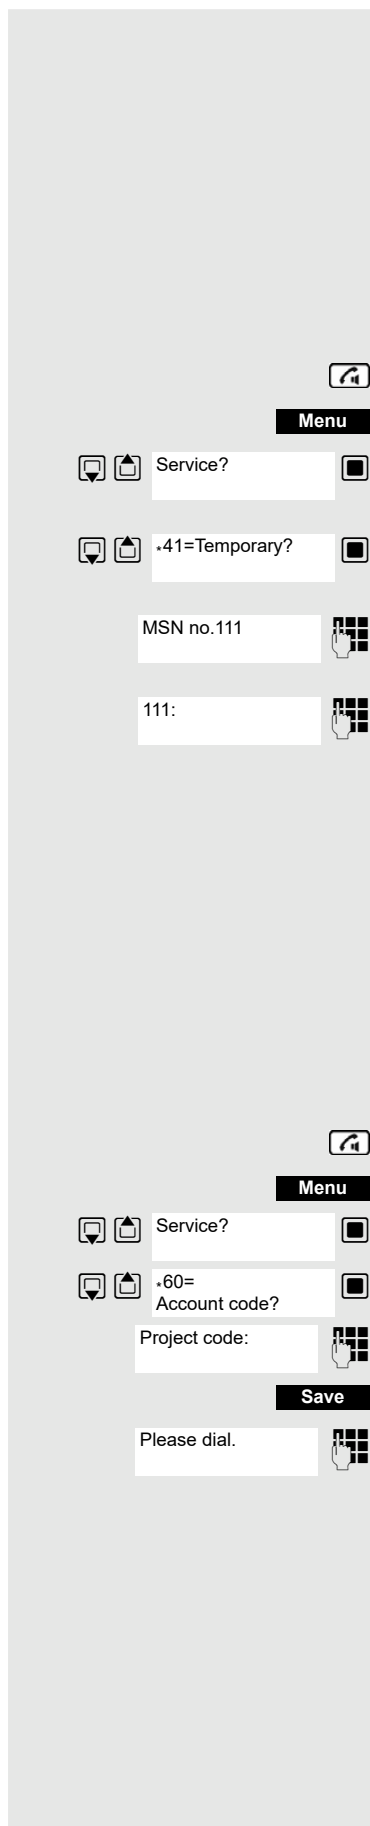 Menu
Service?
*41=Temporary?
MSN no.111
111:
Menu
Service?
*60=
Account code?
Project code:
Save
Please dial.